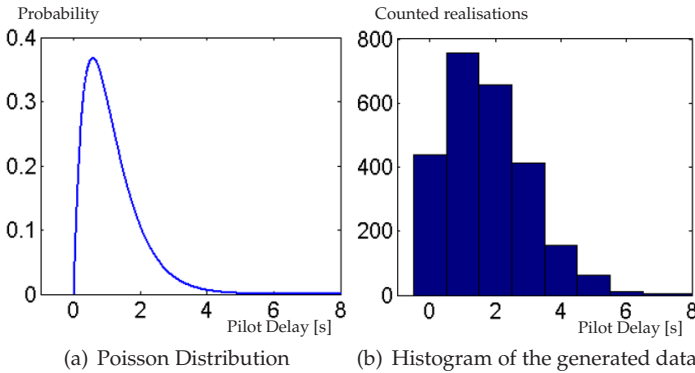 Probability
0.4
0.3
0.2
0.1
0
0 2 4 6 8
Pilot Delay [s]
(a) Poisson Distribution
Counted realisations
800
600
400
200
0
0 2 4 6 8
Pilot Delay [s]
(b) Histogram of the generated data